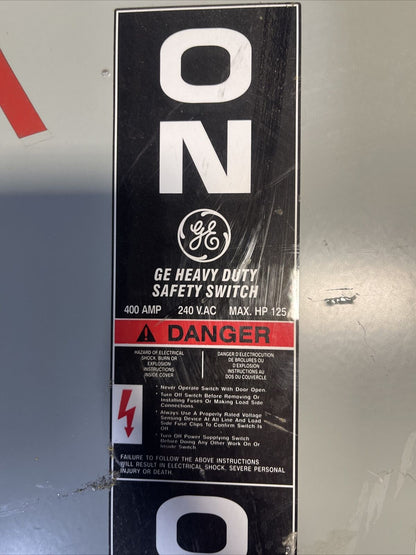 O
N
GE
GE HEAVY DUTY
SAFETY SWITCH
400 AMP 240 V.AC MAX. HP 125
DANGER
HAZARD OF ELECTRICAL
SHOCK, BURN OR
EXPLOSION
INSTRUCTIONS
INSIDE COVER
DANGER D'ELECTROCUTION
DE BRULURES OU
D'EXPLOSION
INSTRUCTIONS AU
DOS DU COUVERCLE
· Never Operate Switch With Door Open.
· Turn Off Switch Before Removing Or
Installing Fuses Or Making Load Side
Connections.
· Always Use A Properly Rated Voltage
Sensing Device At All Line And Load
Side Fuse Clips To Confirm Switch Is
Off
· Turn Off Power Supplying Switch
Before Doing Any Other Work On Or
Inside Switch
FAILURE TO FOLLOW THE ABOVE INSTRUCTIONS
WILL RESULT IN ELECTRICAL SHOCK, SEVERE PERSONAL
INJURY OR DEATH.
O